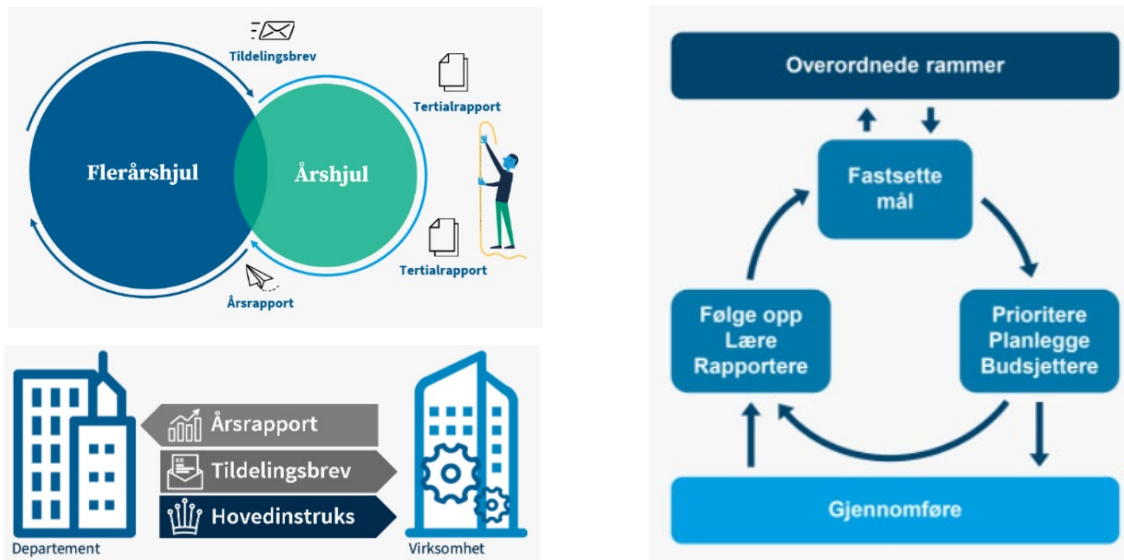 Tildelingsbrev
Tertialrapport
Flerårshjul
Årshjul
Tertialrapport
Årsrapport
Årsrapport
Tildelingsbrev
Hovedinstruks
Departement
Virksomhet
Overordnede rammer
Fastsette
mål
Følge opp
Lære
Rapportere
Prioritere
Planlegge
Budsjettere
Gjennomføre